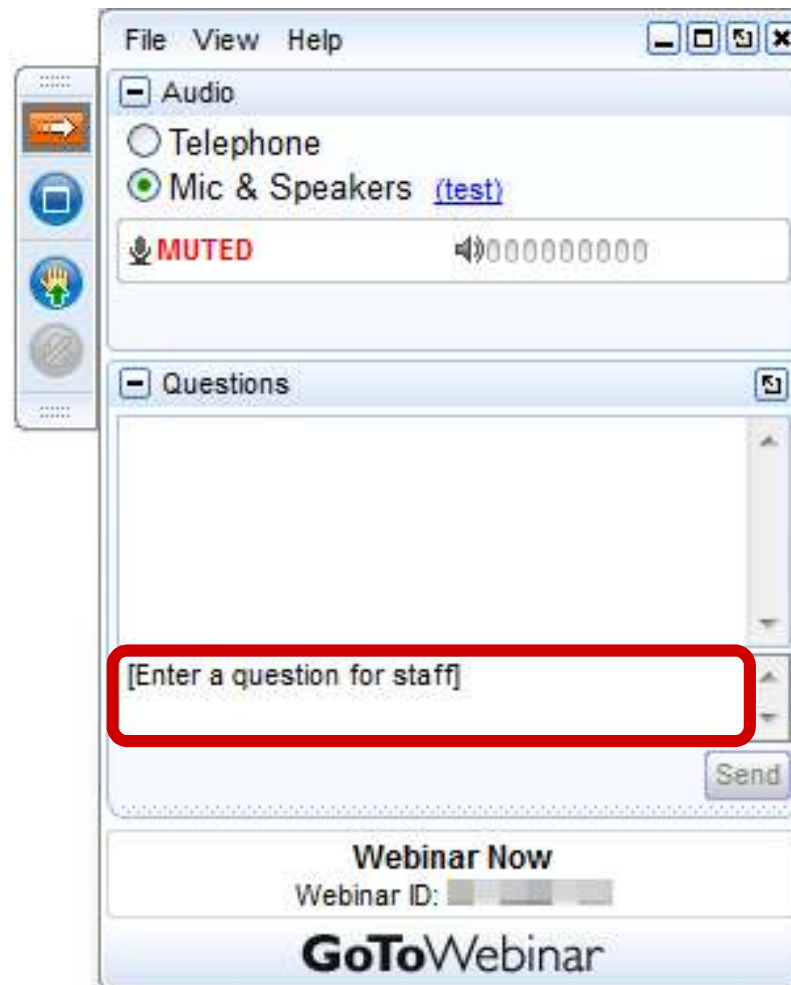 File View Help
Audio
Telephone
Mic & Speakers (test)
MUTED 000000000
Questions
[Enter a question for staff]
Send
Webinar Now
Webinar ID:
GoToWebinar